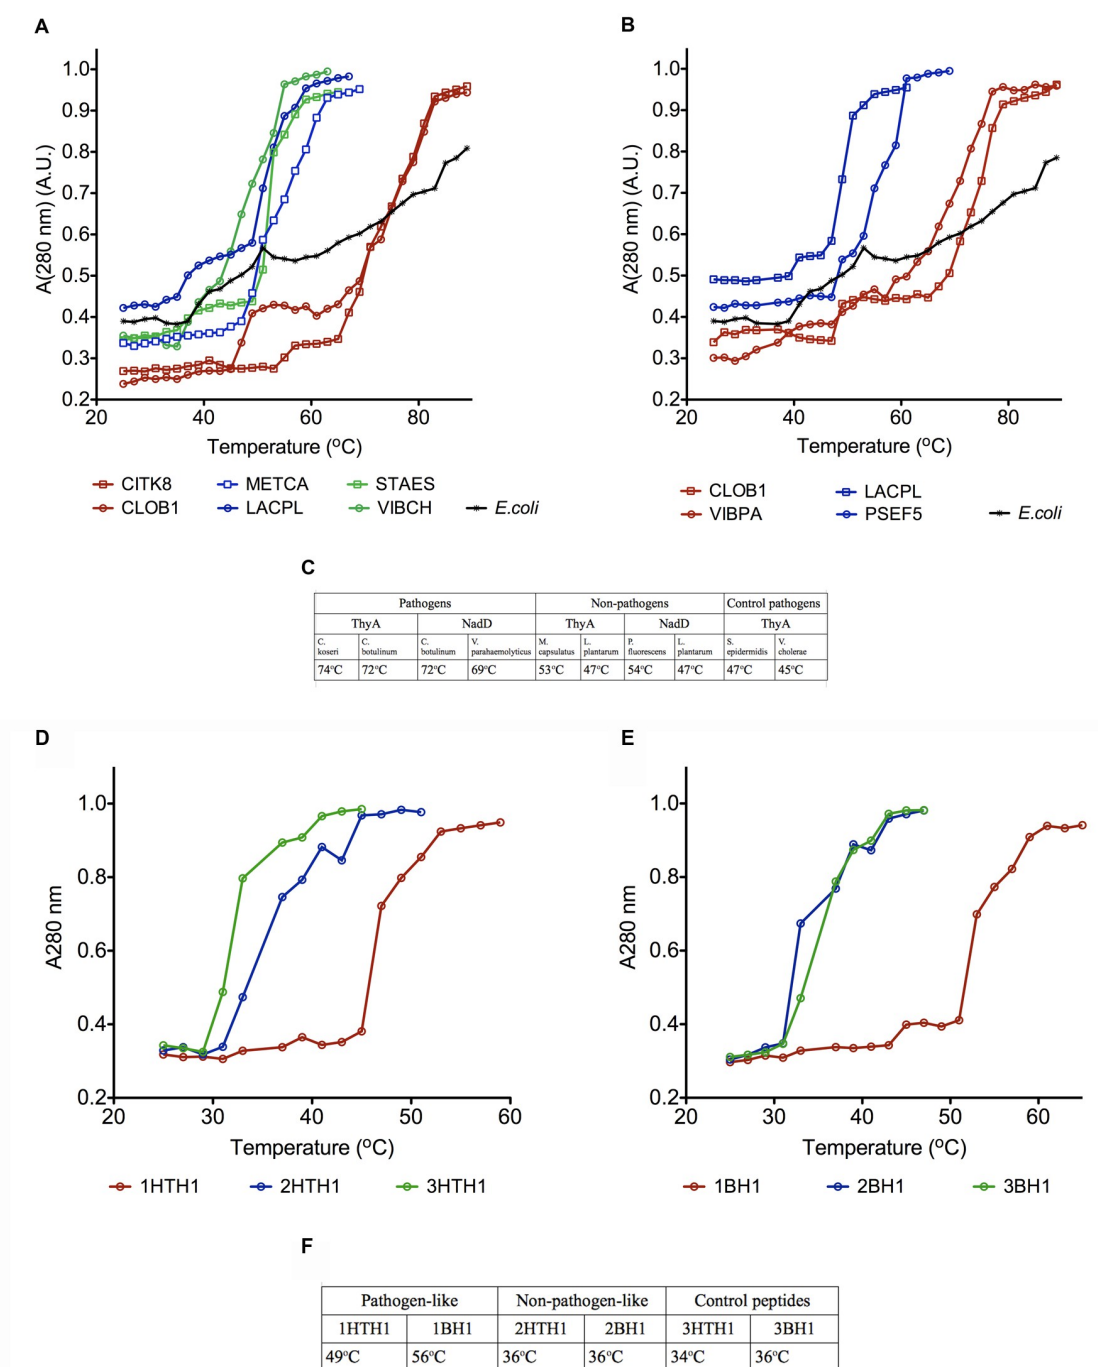 A
B
A(280 nm) (A.U.)
1.0
0.9
0.8
0.7
0.6
0.5
0.4
0.3
0.2
20 40 60 80
Temperature (°C)
CITK8 METCA STAES
CLOB1 LACPL VIBCH E.coli
A(280 nm) (A.U.)
1.0
0.9
0.8
0.7
0.6
0.5
0.4
0.3
0.2
20 40 60 80
Temperature (°C)
CLOB1 LACPL
VIBPA PSEF5 E.coli
C
Pathogens Non-pathogens Control pathogens
ThyA NadD ThyA NadD ThyA
C. C. C. V. M. L. P. L. S. V.
koseri botulinum botulinum parahaemolyticus capsulatus plantarum fluorescens plantarum epidermidis cholerae
74°C 72°C 72°C 69°C 53°C 47°C 54°C 47°C 47°C 45°C
D
E
A280 nm
1.0
0.8
0.6
0.4
0.2
20 30 40 50 60
Temperature (°C)
1HTH1 2HTH1 3HTH1
A280 nm
1.0
0.8
0.6
0.4
0.2
20 30 40 50 60
Temperature (°C)
1BH1 2BH1 3BH1
F
Pathogen-like Non-pathogen-like Control peptides
1HTH1 1BH1 2HTH1 2BH1 3HTH1 3BH1
49°C 56°C 36°C 36°C 34°C 36°C